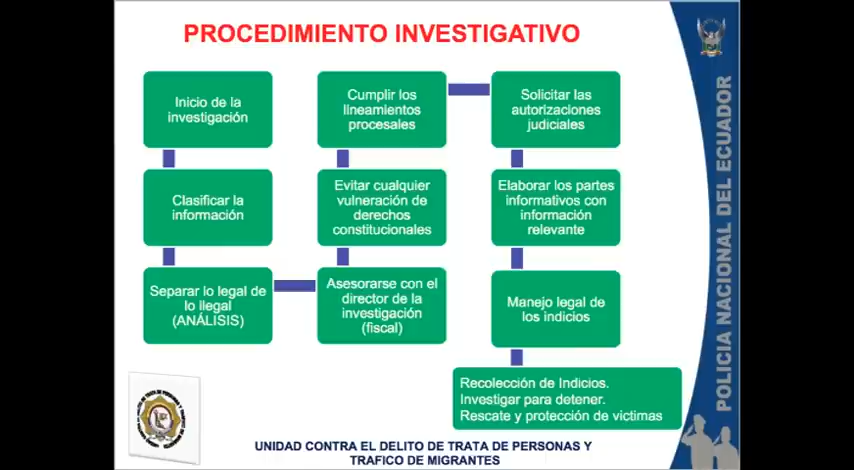 PROCEDIMIENTO INVESTIGATIVO
Inicio de la
investigación
Clasificar la
información
Separar lo legal de
lo ilegal
(ANÁLISIS)
Asesorarse con el
director de la
investigación
(fiscal)
Evitar cualquier
vulneración de
derechos
constitucionales
Cumplir los
lineamientos
procesales
Solicitar las
autorizaciones
judiciales
Elaborar los partes
informativos con
información
relevante
Manejo legal de
los indicios
Recolección de Indicios.
Investigar para detener.
Rescate y protección de victimas
UNIDAD CONTRA EL DELITO DE TRATA DE PERSONAS Y
TRAFICO DE MIGRANTES
POLICIA NACIONAL DEL ECUADOR